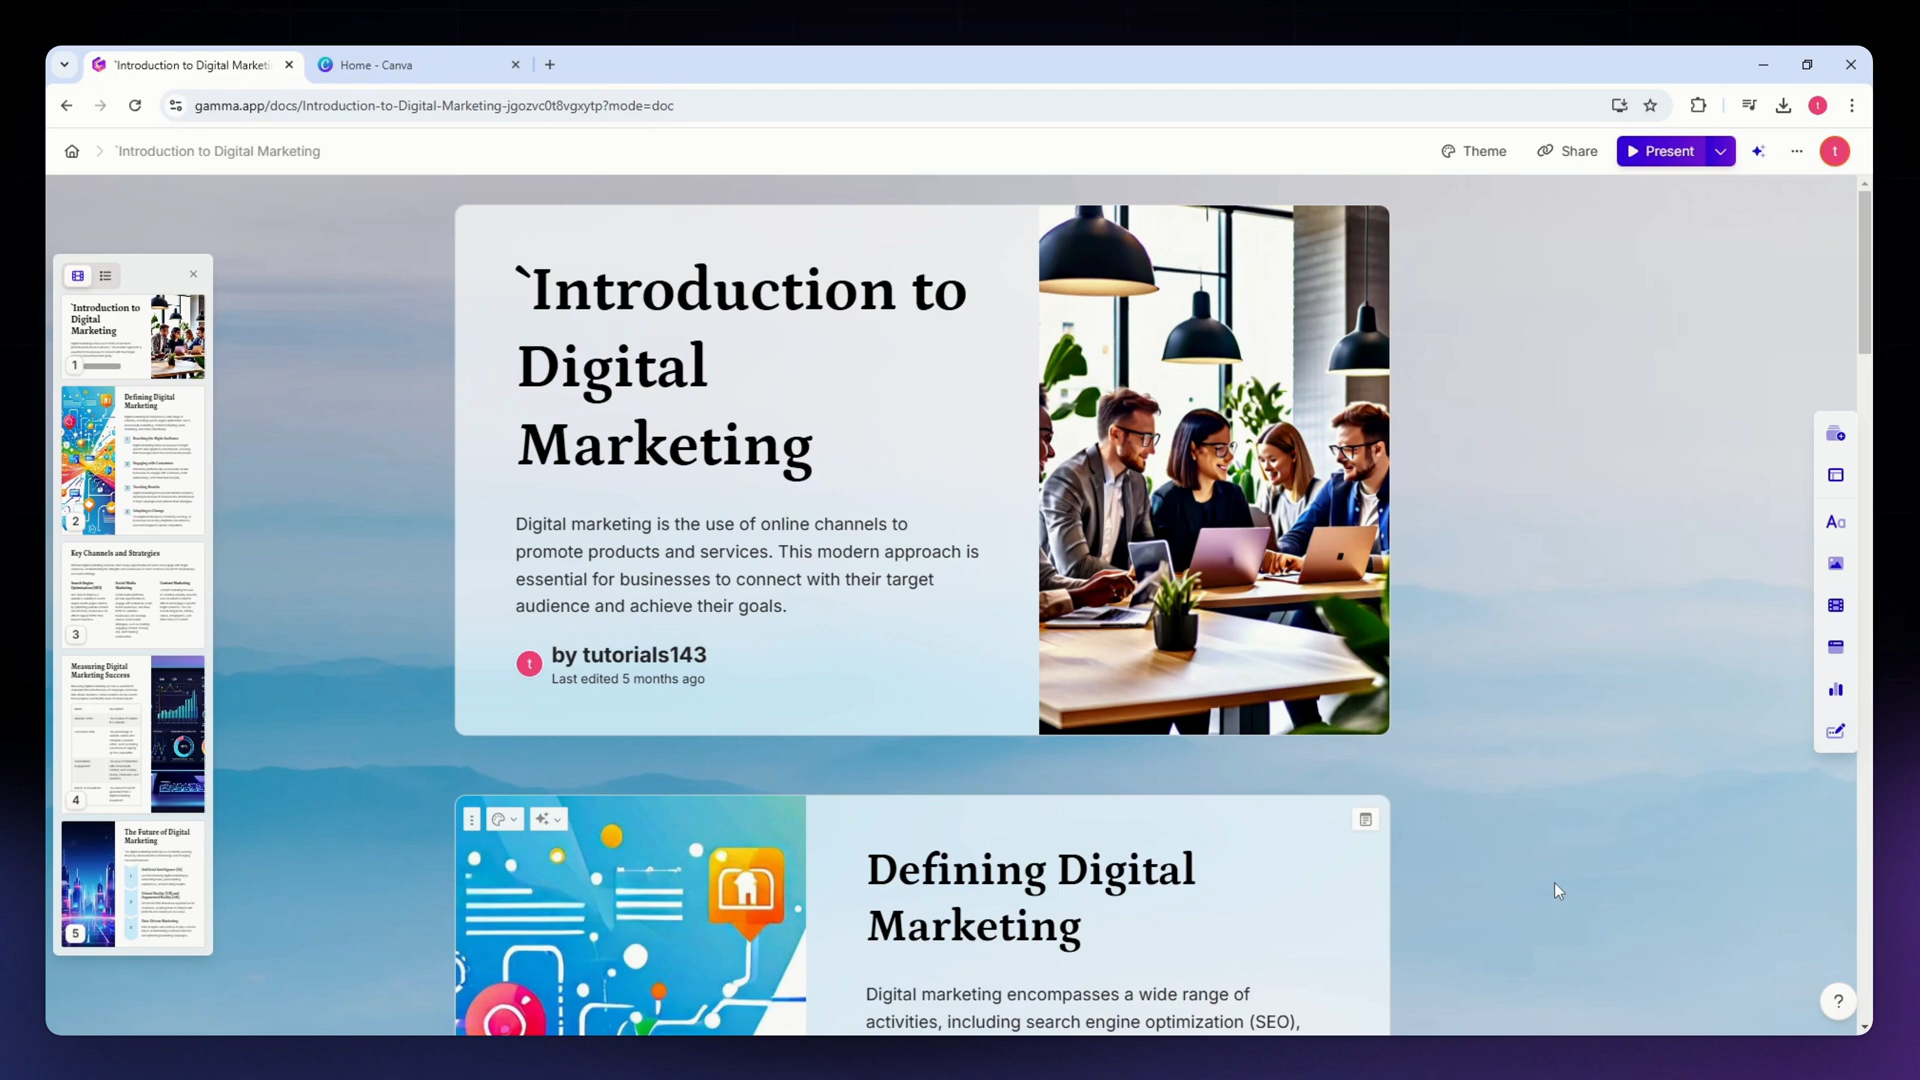 `Introduction to Digital Marketi
Home - Canva
gamma.app/docs/Introduction-to-Digital-Marketing-jgozvc0t8vgxytp?mode=doc
t
`Introduction to Digital Marketing
Theme
Share
Present
t
`Introduction to
Digital
Marketing
1
Defining Digital
Marketing
2
Key Channels and Strategies
3
Measuring Digital
Marketing Success
4
The Future of Digital
Marketing
5
`Introduction to
Digital
Marketing
Digital marketing is the use of online channels to
promote products and services. This modern approach is
essential for businesses to connect with their target
audience and achieve their goals.
t
by tutorials143
Last edited 5 months ago
Defining Digital
Marketing
Digital marketing encompasses a wide range of
activities, including search engine optimization (SEO),
Aa
?